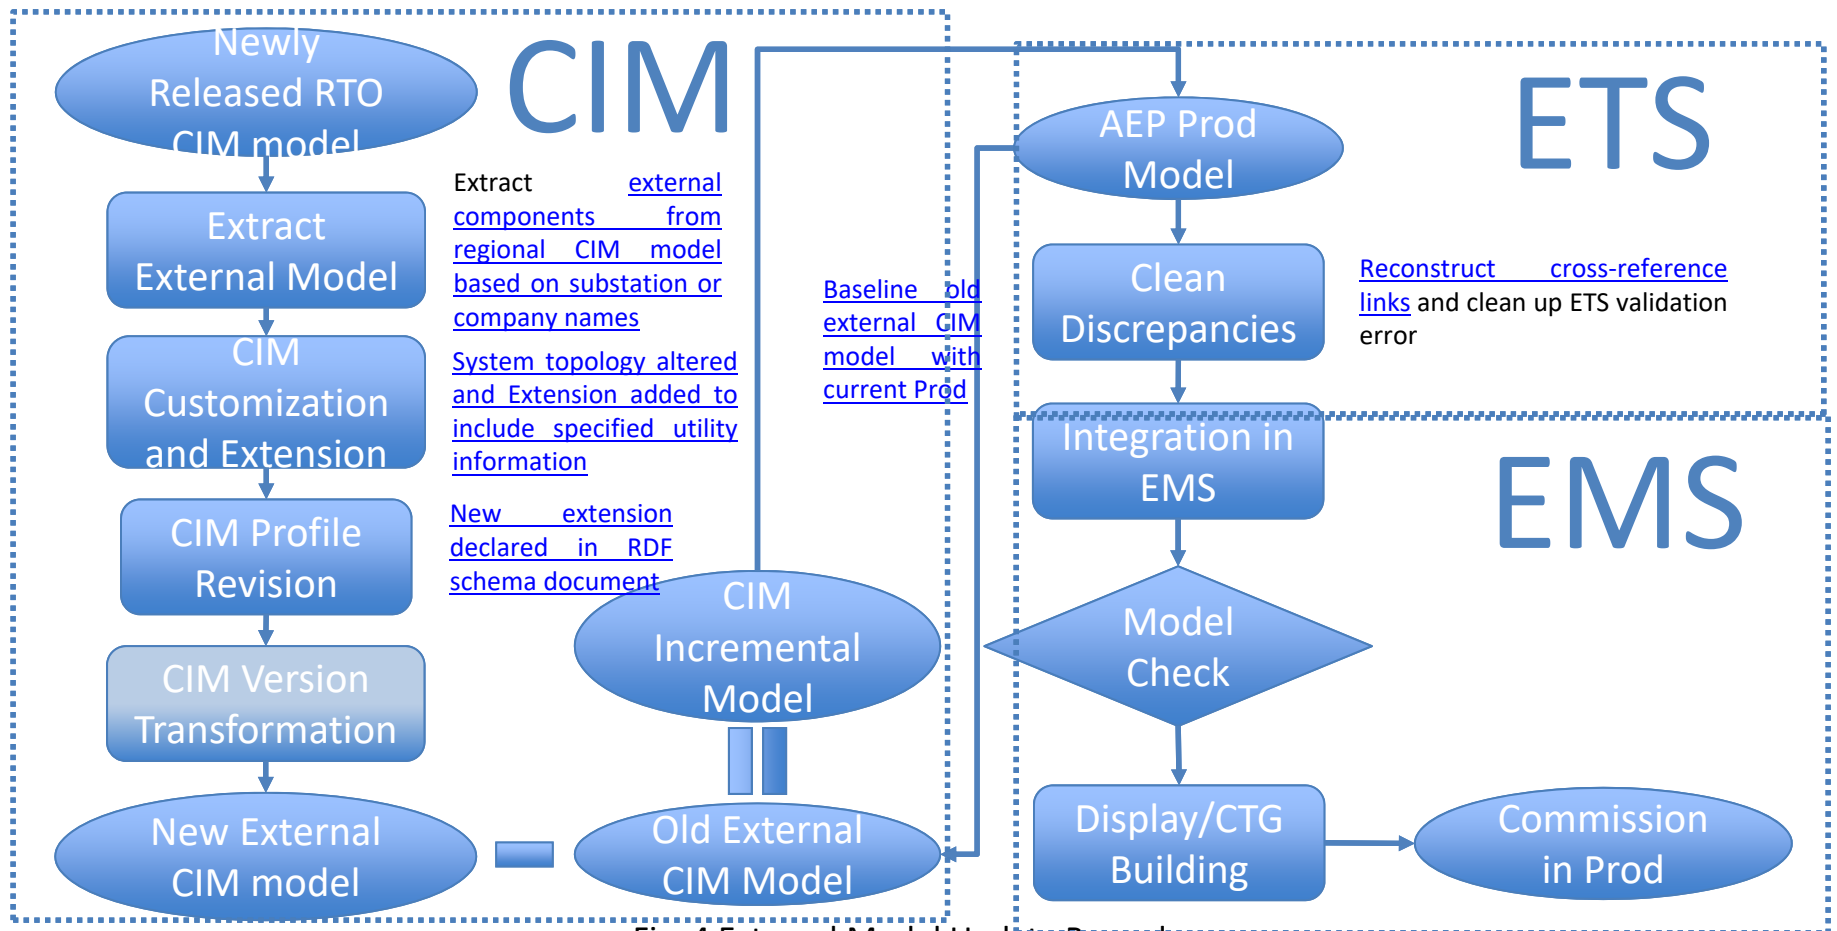 CIM
Newly
Released RTO
CIM model
Extract
External Model
CIM
Customization
and Extension
CIM Profile
Revision
CIM Version
Transformation
New External
CIM model
Extract external
components from
regional CIM model
based on substation or
company names
System topology altered
and Extension added to
include specified utility
information
New extension
declared in RDF
schema document
CIM
Incremental
Model
Old External
CIM Model
Baseline old
external CIM
model with
current Prod
ETS
AEP Prod
Model
Clean
Discrepancies
Reconstruct cross-reference
links and clean up ETS validation
error
EMS
Integration in
EMS
Model
Check
Display/CTG
Building
Commission
in Prod
External Model Update